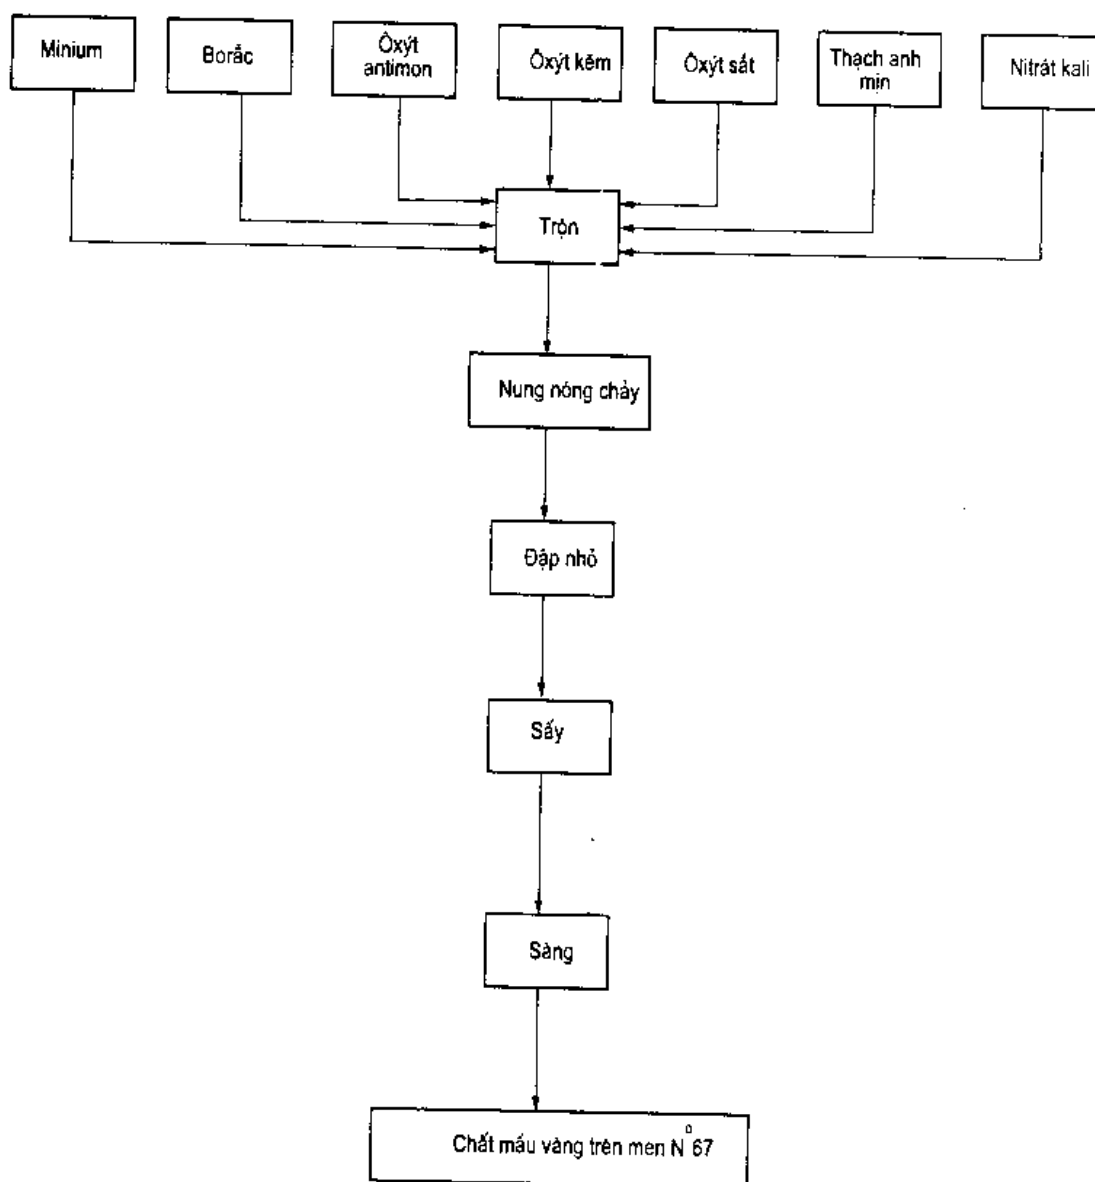 Minium
Borắc
Ôxýt
antimon
Ôxýt kẽm
Ôxýt sắt
Thạch anh
mịn
Nitrát kali
Trộn
Nung nóng chảy
Đập nhỏ
Sấy
Sàng
Chất mầu vàng trên men Nº67